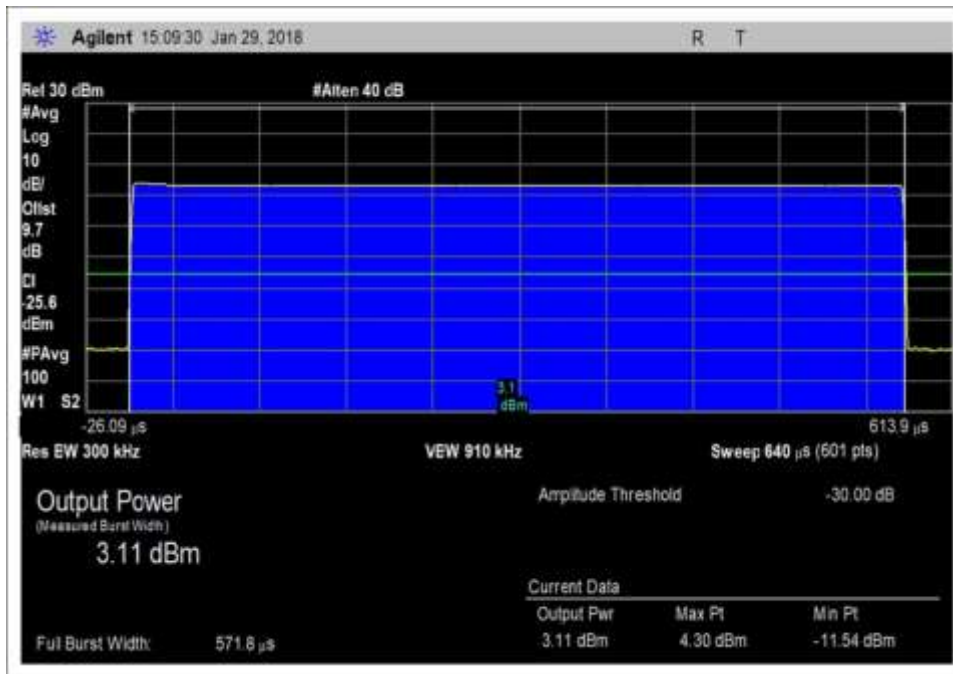 Agilent 15:09:30 Jan 29, 2018 R T
Ref 30 dBm #Atten 40 dB
#Avg
Log
10
dB/
Offst
9.7
dB
DI
-25.6
dBm
#PAvg
100
W1 S2
3.1
dBm
-26.09 µs 613.9 µs
Res BW 300 kHz VBW 910 kHz Sweep 640 µs (601 pts)
Output Power Amplitude Threshold -30.00 dB
(Measured Burst Width)
3.11 dBm
Current Data
Output Pwr Max Pt Min Pt
Full Burst Width: 571.8 µs 3.11 dBm 4.30 dBm -11.54 dBm